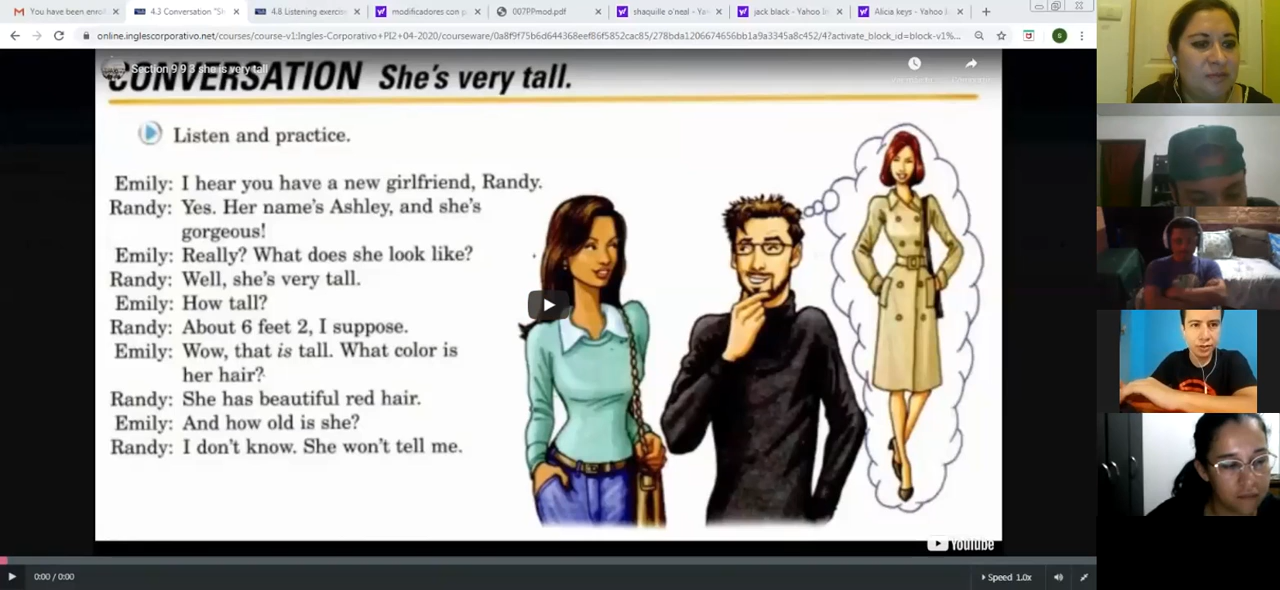 You have been enrol
4.3 Conversation "S
4.8 Listening exercis
modificadores con p
007PPmod.pdf
shaquille o'neal - Ya
jack black - Yahoo I
Alicia keys - Yahoo I
online.inglescorporativo.net/courses/course-v1:Ingles-Corporativo+PI2+04-2020/courseware/0a8f9f75b6d644368eef86f5852cac85/278bda1206674656bb1a9a3345a8c452/4?activate_block_id=block-v1%...
Section 9 9 3 she is very tall
CONVERSATION She's very tall.
Listen and practice.
Emily: I hear you have a new girlfriend, Randy.
Randy: Yes. Her name's Ashley, and she's
gorgeous!
Emily: Really? What does she look like?
Randy: Well, she's very tall.
Emily: How tall?
Randy: About 6 feet 2, I suppose.
Emily: Wow, that is tall. What color is
her hair?
Randy: She has beautiful red hair.
Emily: And how old is she?
Randy: I don't know. She won't tell me.
YouTube
0:00 / 0:00
Speed 1.0x